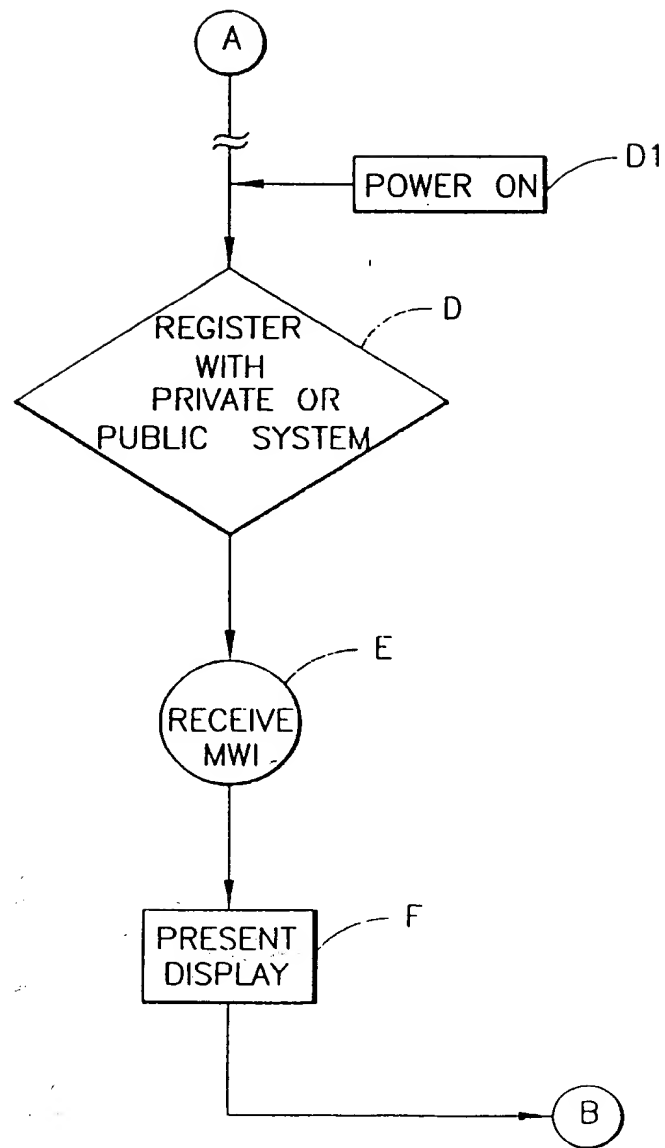 A
POWER ON
D1
REGISTER
WITH
PRIVATE OR
PUBLIC SYSTEM
D
RECEIVE
MWI
E
PRESENT
DISPLAY
F
B